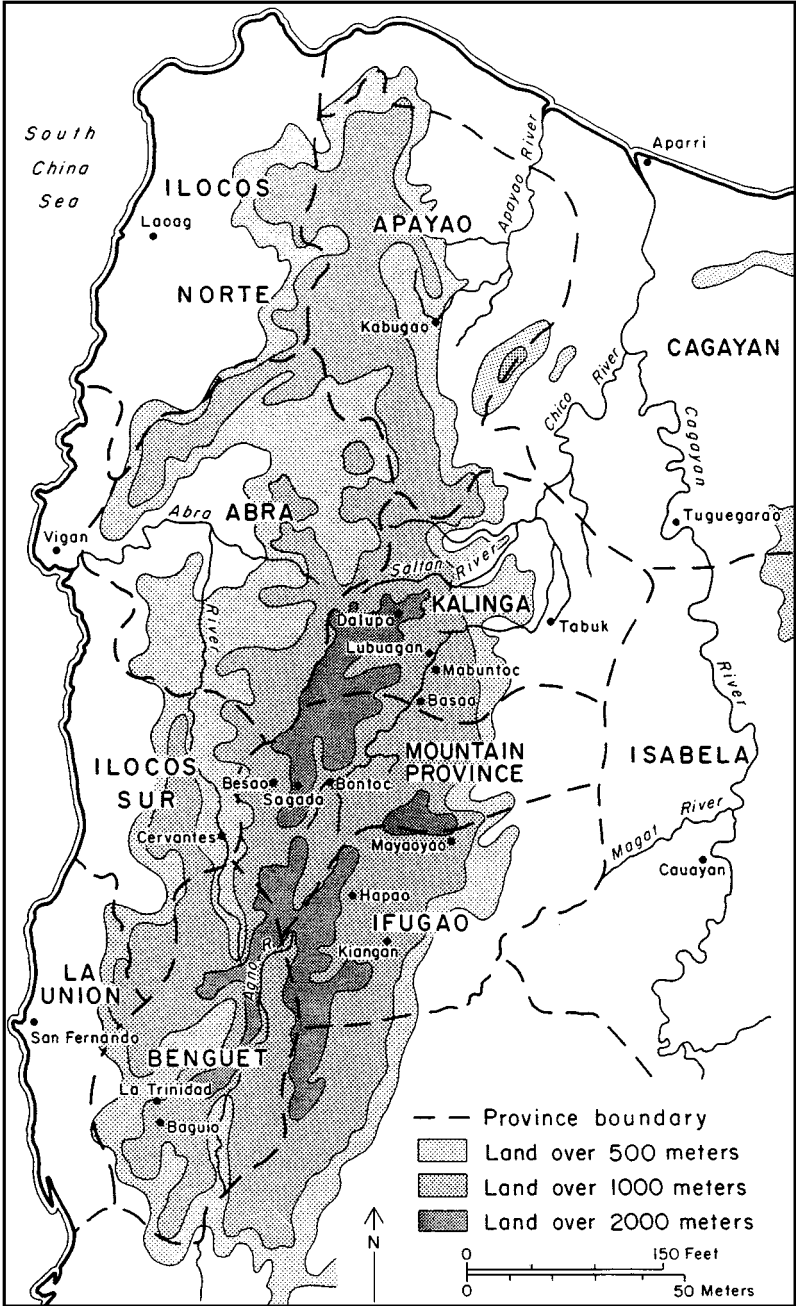 South
China
Sea
ILOCOS
Laoag
NORTE
APAYAO
Apayao River
Aparri
Kabugao
CAGAYAN
Chico River
Cagayan
Tuguegarao
Abra
ABRA
Vigan
River
Saltan River
KALINGA
Dalupa
Tabuk
Lubuagan
Mabuntoc
Basao
River
MOUNTAIN
PROVINCE
ISABELA
ILOCOS
SUR
Besao
Sagada
Bontoc
Cervantes
Mayaoyao
Magat River
Cauayan
Hapao
IFUGAO
Kiangan
Agno R.
LA
UNION
San Fernando
BENGUET
La Trinidad
Baguio
Province boundary
Land over 500 meters
Land over 1000 meters
Land over 2000 meters
N
0 150 Feet
0 50 Meters